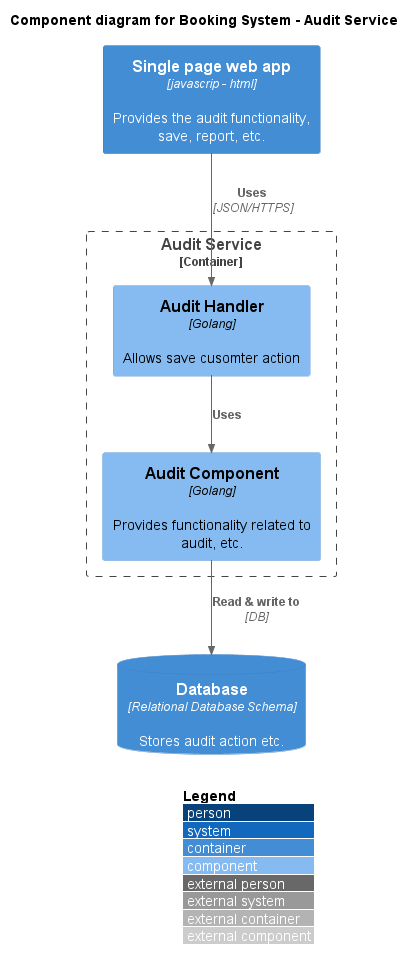 Component diagram for Booking System - Audit Service
Single page web app
[javascrip - html]
Provides the audit functionality,
save, report, etc.
Uses
[JSON/HTTPS]
Audit Service
[Container]
Audit Handler
[Golang]
Allows save cusomter action
Uses
Audit Component
[Golang]
Provides functionality related to
audit, etc.
Read & write to
[DB]
Database
[Relational Database Schema]
Stores audit action etc.
Legend
person
system
container
component
external person
external system
external container
external component